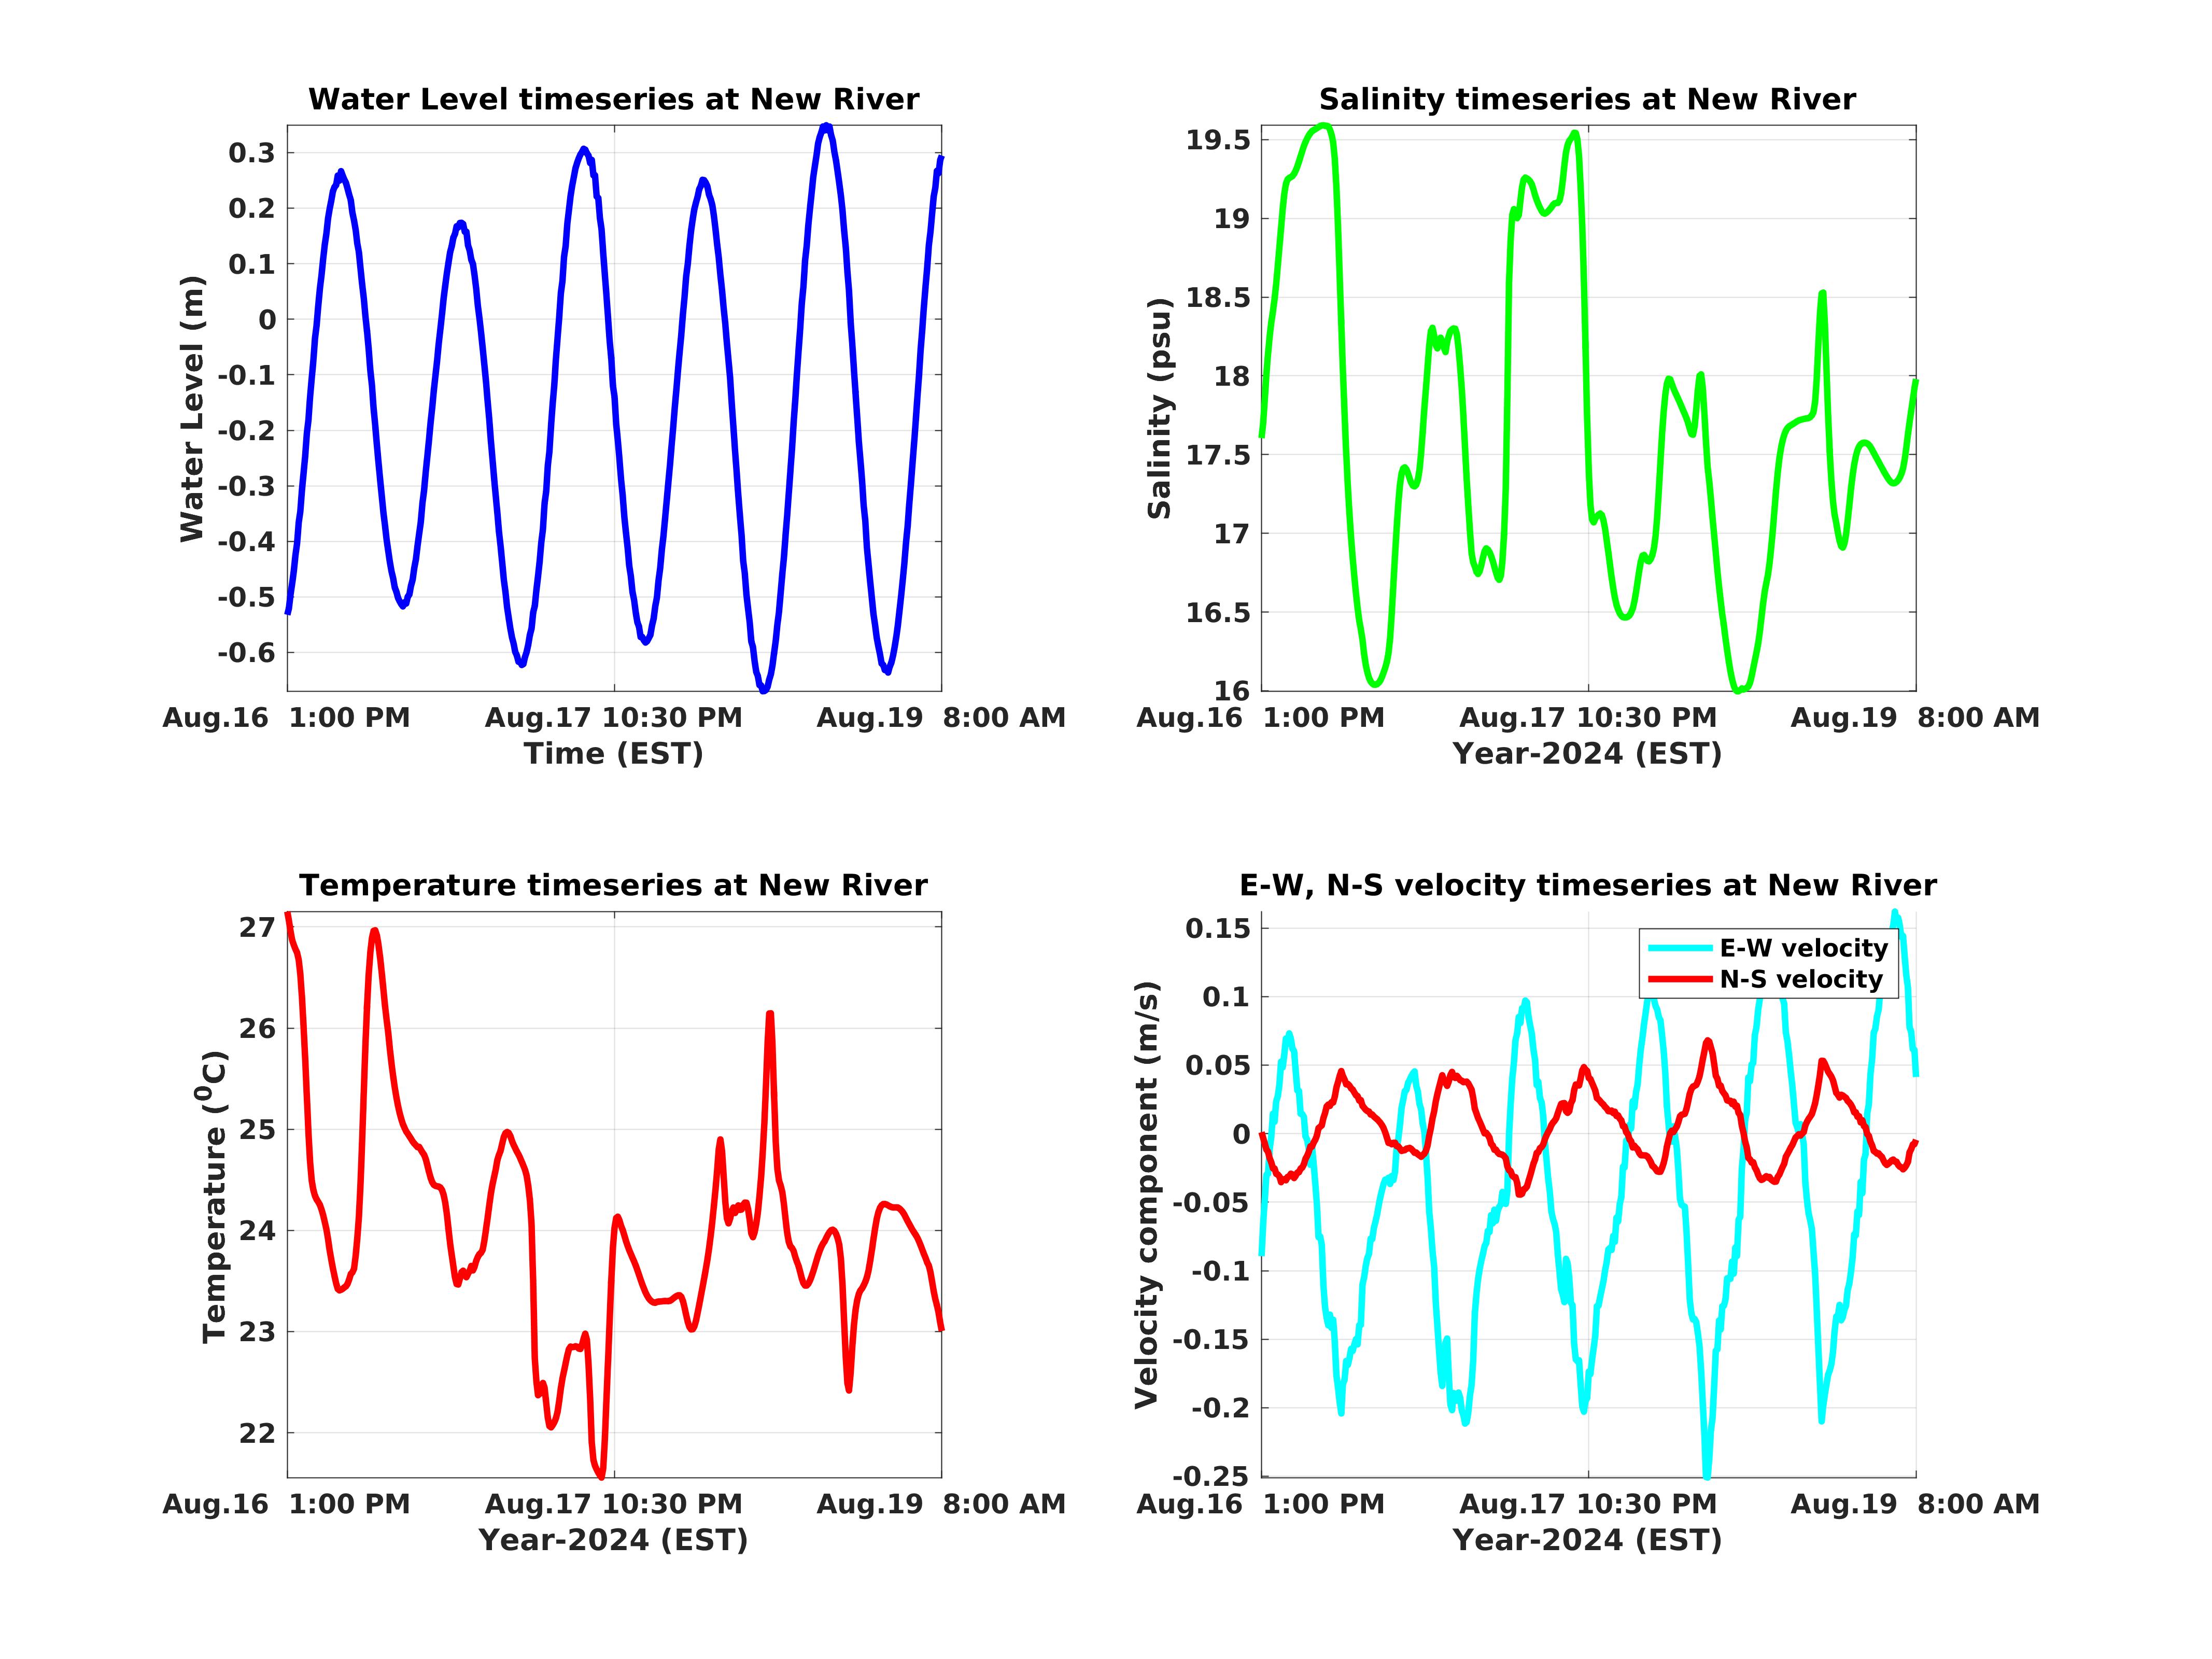 Water Level timeseries at New River
0.3
0.2
0.1
0
-0.1
-0.2
-0.3
-0.4
-0.5
-0.6
Water Level (m)
Aug.16 1:00 PM
Aug.17 10:30 PM
Aug.19 8:00 AM
Time (EST)
Salinity timeseries at New River
19.5
19
18.5
18
17.5
17
16.5
16
Salinity (psu)
Aug.16 1:00 PM
Aug.17 10:30 PM
Aug.19 8:00 AM
Year-2024 (EST)
Temperature timeseries at New River
27
26
25
24
23
22
Temperature (⁰C)
Aug.16 1:00 PM
Aug.17 10:30 PM
Aug.19 8:00 AM
Year-2024 (EST)
E-W, N-S velocity timeseries at New River
E-W velocity
N-S velocity
0.15
0.1
0.05
0
-0.05
-0.1
-0.15
-0.2
-0.25
Velocity component (m/s)
Aug.16 1:00 PM
Aug.17 10:30 PM
Aug.19 8:00 AM
Year-2024 (EST)